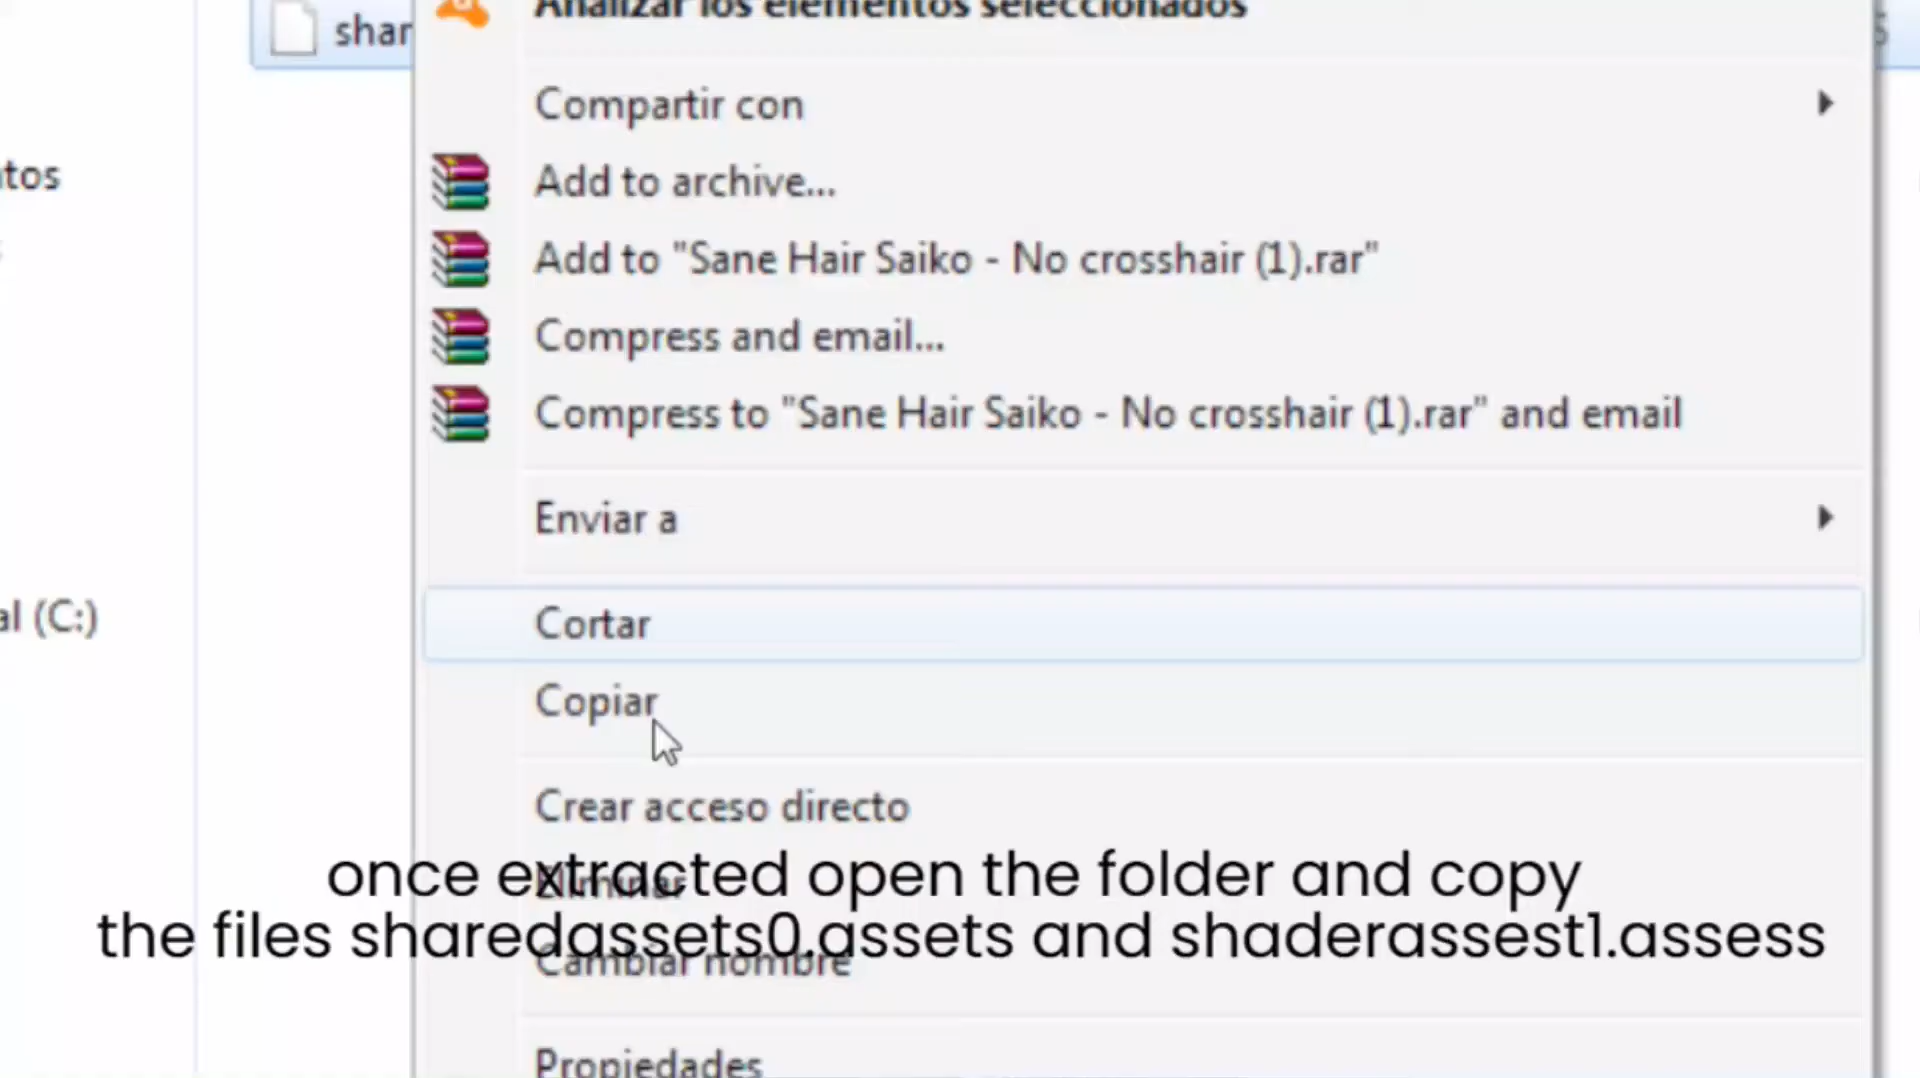 Analizar los elementos seleccionados
shar
Compartir con
Add to archive...
ntos
Add to "Sane Hair Saiko - No crosshair (1).rar"
Compress and email...
Compress to "Sane Hair Saiko - No crosshair (1).rar" and email
Enviar a
al (C:)
Cortar
Copiar
Crear acceso directo
once extracted open the folder and copy
Eliminar
the files sharedassets0.assets and shaderassest1.assess
Cambiar nombre
Propiedades